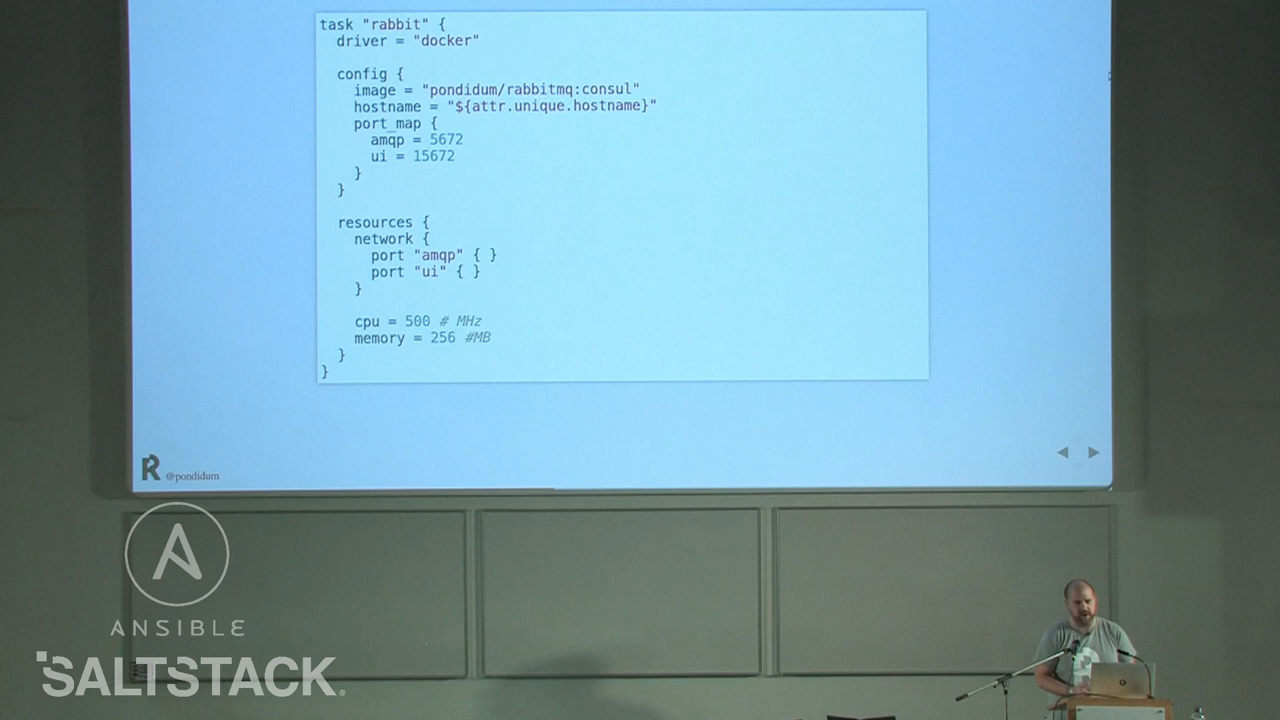 task "rabbit" {
driver = "docker"
config {
image = "pondidum/rabbitmq:consul"
hostname = "${attr.unique.hostname}"
port_map {
amqp = 5672
ui = 15672
}
}
resources {
network {
port "amqp" { }
port "ui" { }
}
cpu = 500 # MHz
memory = 256 #MB
}
}
@pondidum
ANSIBLE
SALTSTACK